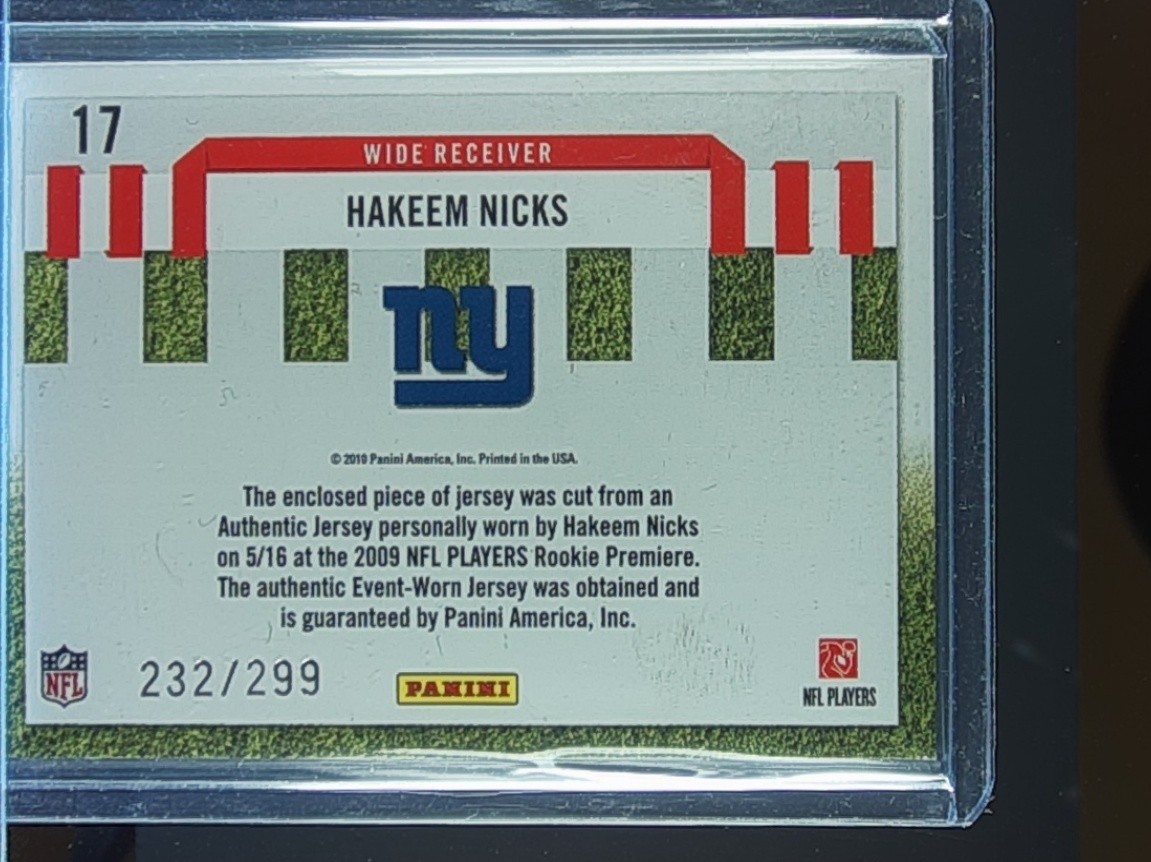 17
WIDE RECEIVER
HAKEEM NICKS
ny
© 2010 Panini America, Inc. Printed in the USA.
The enclosed piece of jersey was cut from an
Authentic Jersey personally worn by Hakeem Nicks
on 5/16 at the 2009 NFL PLAYERS Rookie Premiere.
The authentic Event-Worn Jersey was obtained and
is guaranteed by Panini America, Inc.
NFL
232/299
PANINI
NFL PLAYERS